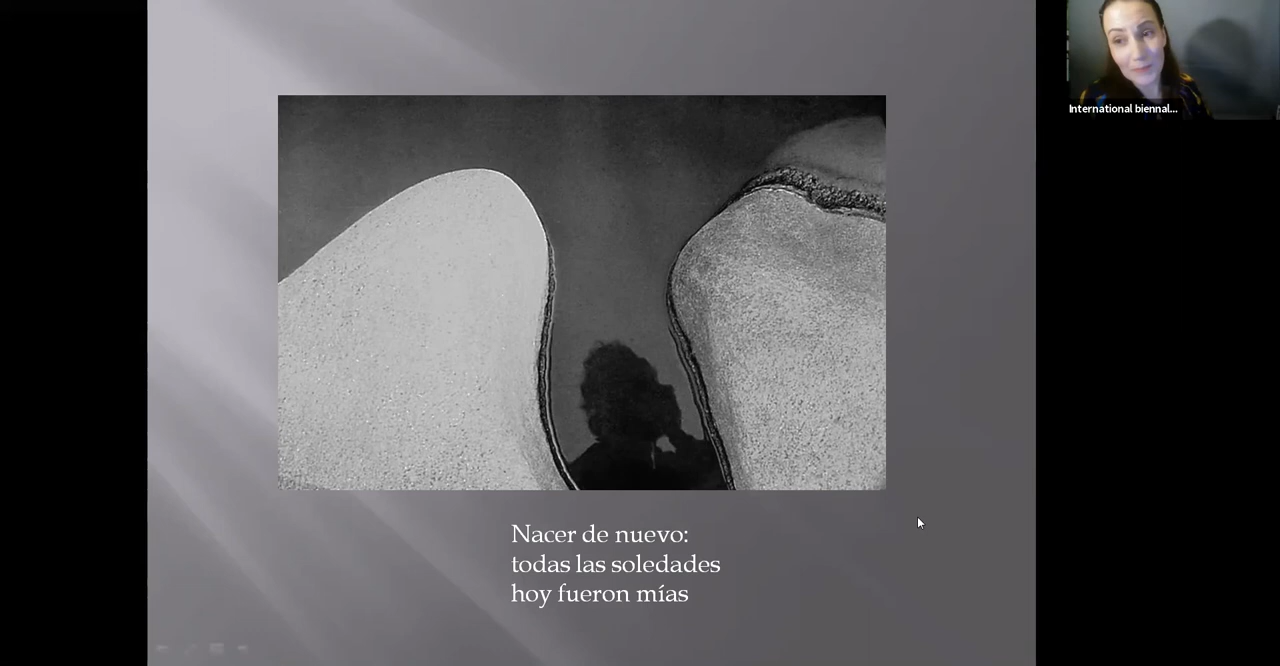 International biennal...
Nacer de nuevo:
todas las soledades
hoy fueron mías